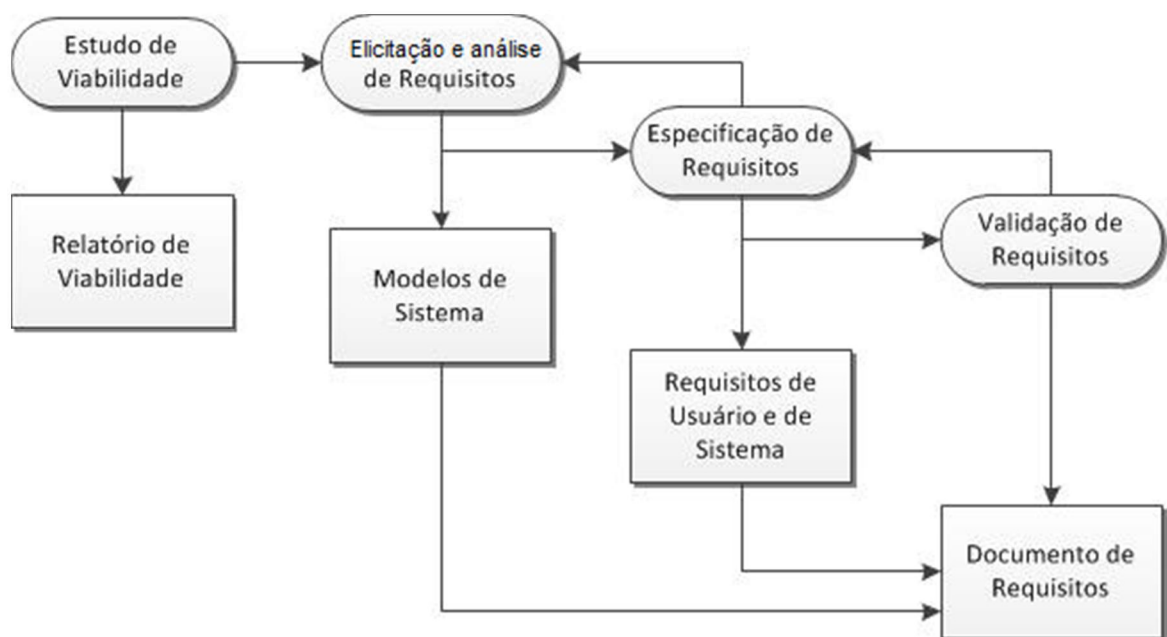 Estudo de
Viabilidade
Elicitação e análise
de Requisitos
Especificação de
Requisitos
Validação de
Requisitos
Relatório de
Viabilidade
Modelos de
Sistema
Requisitos de
Usuário e de
Sistema
Documento de
Requisitos